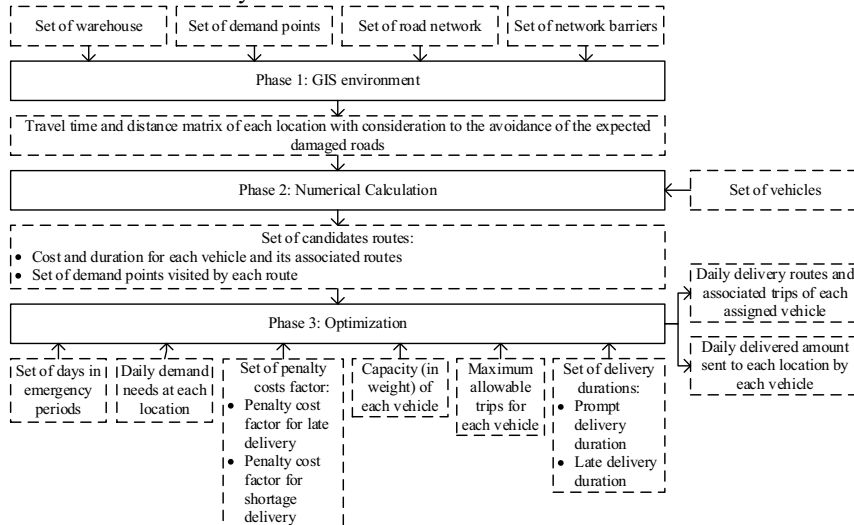 Set of warehouse
Set of demand points
Set of road network
Set of network barriers
Phase 1: GIS environment
Travel time and distance matrix of each location with consideration to the avoidance of the expected
damaged roads
Phase 2: Numerical Calculation
Set of vehicles
Set of candidates routes:
• Cost and duration for each vehicle and its associated routes
• Set of demand points visited by each route
Phase 3: Optimization
Daily delivery routes and
associated trips of each
assigned vehicle
Daily delivered amount
sent to each location by
each vehicle
Set of days in
emergency
periods
Daily demand
needs at each
location
Set of penalty
costs factor:
• Penalty cost
factor for late
delivery
• Penalty cost
factor for
shortage
delivery
Capacity (in
weight) of
each vehicle
Maximum
allowable
trips for
each vehicle
Set of delivery
durations:
• Prompt
delivery
duration
• Late delivery
duration